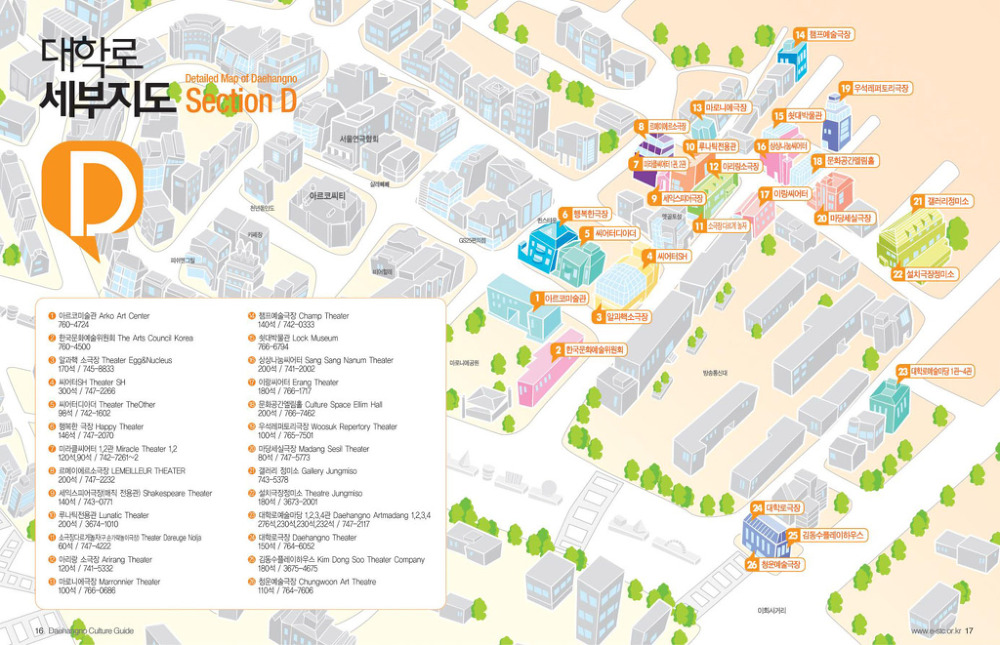 대학로
세부지도
Detailed Map of Daehangno
Section D
D
1 아르코미술관 Arko Art Center
760-4724
2 한국문화예술위원회 The Arts Council Korea
760-4500
3 알과핵 소극장 Theater Egg&Nucleus
170석 / 745-8833
4 씨어터SH Theater SH
300석 / 747-2266
5 씨어터디아더 Theater TheOther
98석 / 742-1602
6 행복한 극장 Happy Theater
146석 / 747-2070
7 미라클씨어터 1,2관 Miracle Theater 1,2
120석,90석 / 742-7261~2
8 르메이에르소극장 LEMEILLEUR THEATER
200석 / 747-2232
9 세익스피어극장(매직 전용관) Shakespeare Theater
140석 / 743-0771
10 루나틱전용관 Lunatic Theater
200석 / 3674-1010
11 소극장다르게놀자(구 손가락놀이극장) Theater Dareuge Nolja
60석 / 747-4222
12 아리랑 소극장 Arirang Theater
120석 / 741-5332
13 마로니에극장 Marronnier Theater
100석 / 766-0686
14 챔프예술극장 Champ Theater
140석 / 742-0333
15 쇳대박물관 Lock Museum
766-6794
16 상상나눔씨어터 Sang Sang Nanum Theater
200석 / 741-2002
17 이랑씨어터 Erang Theater
180석 / 766-1717
18 문화공간엘림홀 Culture Space Ellim Hall
200석 / 766-7462
19 우석레퍼토리극장 Woosuk Repertory Theater
100석 / 765-7501
20 마당세실극장 Madang Sesil Theater
80석 / 747-5773
21 갤러리 정미소 Gallery Jungmiso
743-5378
22 설치극장정미소 Theatre Jungmiso
180석 / 3673-2001
23 대학로예술마당 1,2,3,4관 Daehangno Artmadang 1,2,3,4
276석,230석,230석,232석 / 747-2117
24 대학로극장 Daehangno Theater
150석 / 764-6052
25 김동수플레이하우스 Kim Dong Soo Theater Company
180석 / 3675-4675
26 청운예술극장 Chungwoon Art Theatre
110석 / 764-7606
14 챔프예술극장
19 우석레퍼토리극장
13 마로니에극장
15 쇳대박물관
8 르메이에르소극장
10 루나틱전용관
16 상상나눔씨어터
7 미라클씨어터 1관 2관
12 아리랑소극장
18 문화공간엘림홀
9 세익스피어극장
17 이랑씨어터
11 소극장 다르게 놀자
20 마당세실극장
21 갤러리정미소
22 설치극장정미소
6 행복한극장
5 씨어터디아더
4 씨어터SH
1 아르코미술관
3 알과핵소극장
2 한국문화예술위원회
23 대학로예술마당 1관~4관
24 대학로극장
25 김동수플레이하우스
26 청운예술극장
서울연극협회
아르코씨티
천년동안도
카페장
GS25편의점
마로니에공원
방송통신대
이화사거리
16 Daehangno Culture Guide
17